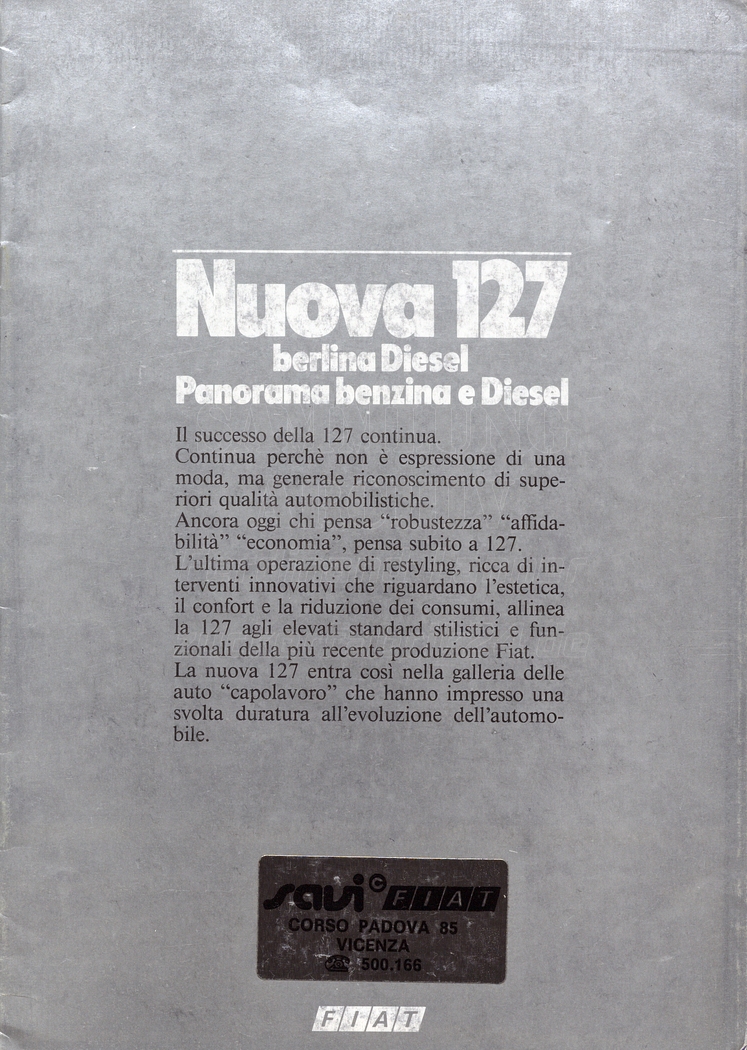 Nuova 127
berlina Diesel
Panorama benzina e Diesel
Il successo della 127 continua.
Continua perchè non è espressione di una
moda, ma generale riconoscimento di supe-
riori qualità automobilistiche.
Ancora oggi chi pensa “robustezza” “affida-
bilità” “economia”, pensa subito a 127.
L’ultima operazione di restyling, ricca di in-
terventi innovativi che riguardano l’estetica,
il confort e la riduzione dei consumi, allinea
la 127 agli elevati standard stilistici e fun-
zionali della più recente produzione Fiat.
La nuova 127 entra così nella galleria delle
auto “capolavoro” che hanno impresso una
svolta duratura all’evoluzione dell’automo-
bile.
savi © FIAT
CORSO PADOVA 85
VICENZA
☎ 500.166
FIAT